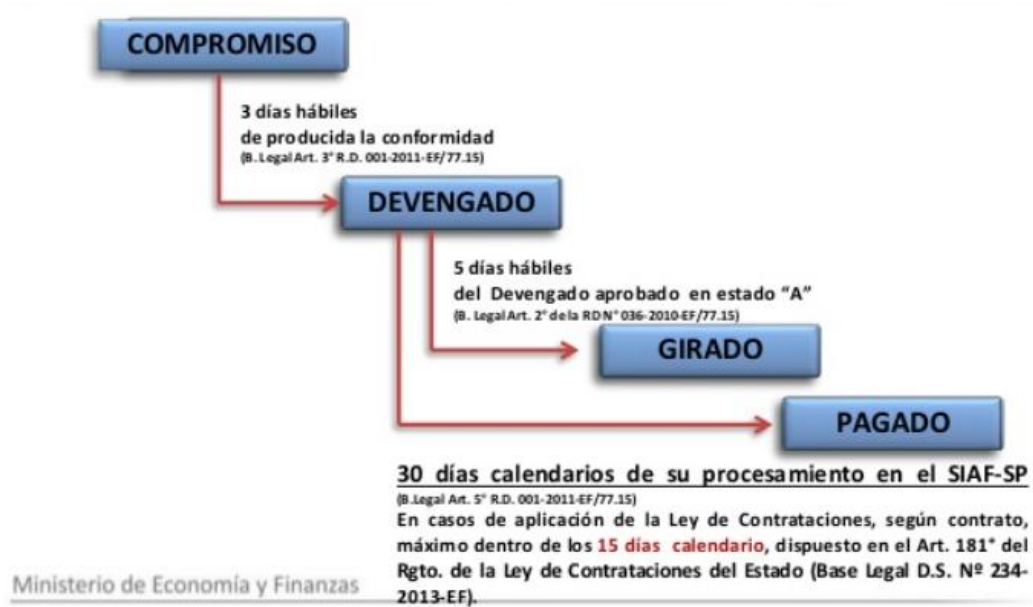 COMPROMISO
3 días hábiles
de producida la conformidad
(B. Legal Art. 3° R.D. 001-2011-EF/77.15)
DEVENGADO
5 días hábiles
del Devengado aprobado en estado “A”
(B. Legal Art. 2° de la RD N° 036-2010-EF/77.15)
GIRADO
PAGADO
30 días calendarios de su procesamiento en el SIAF-SP
(B.Legal Art. 5° R.D. 001-2011-EF/77.15)
En casos de aplicación de la Ley de Contrataciones, según contrato,
máximo dentro de los 15 días calendario, dispuesto en el Art. 181° del
Rgto. de la Ley de Contrataciones del Estado (Base Legal D.S. Nº 234-
2013-EF).
Ministerio de Economía y Finanzas